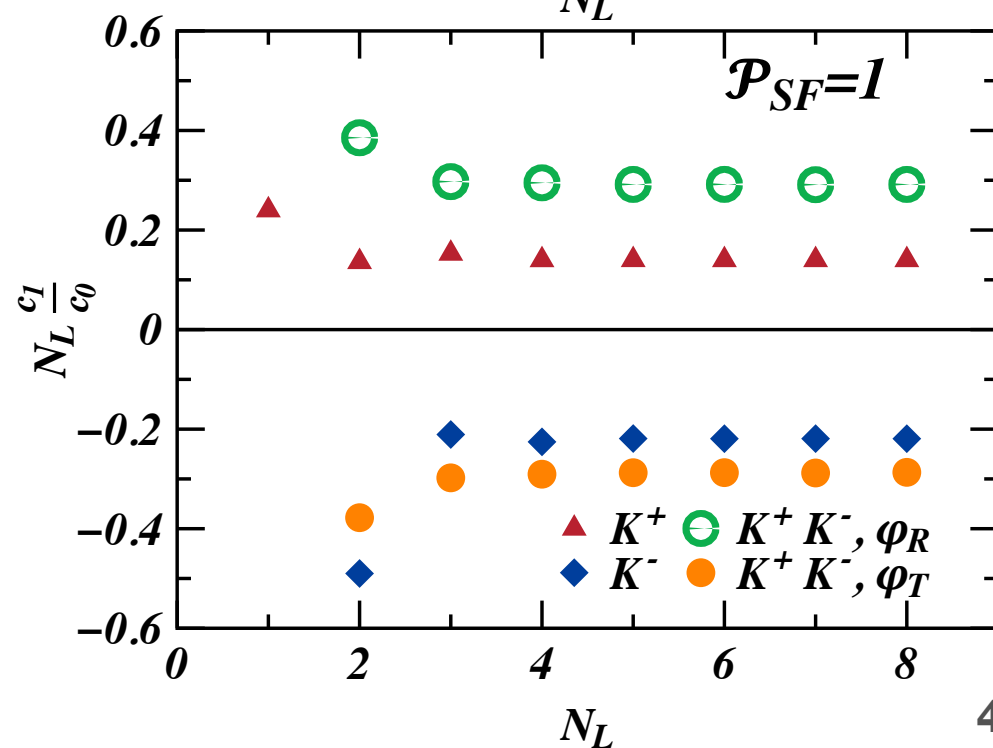 N_L
0.6
𝒫_SF=1
0.4
0.2
N_L c_1/c_0
0
−0.2
−0.4
K^+ K^+ K^-, φ_R
K^- K^+ K^-, φ_T
−0.6
0 2 4 6 8
N_L
4